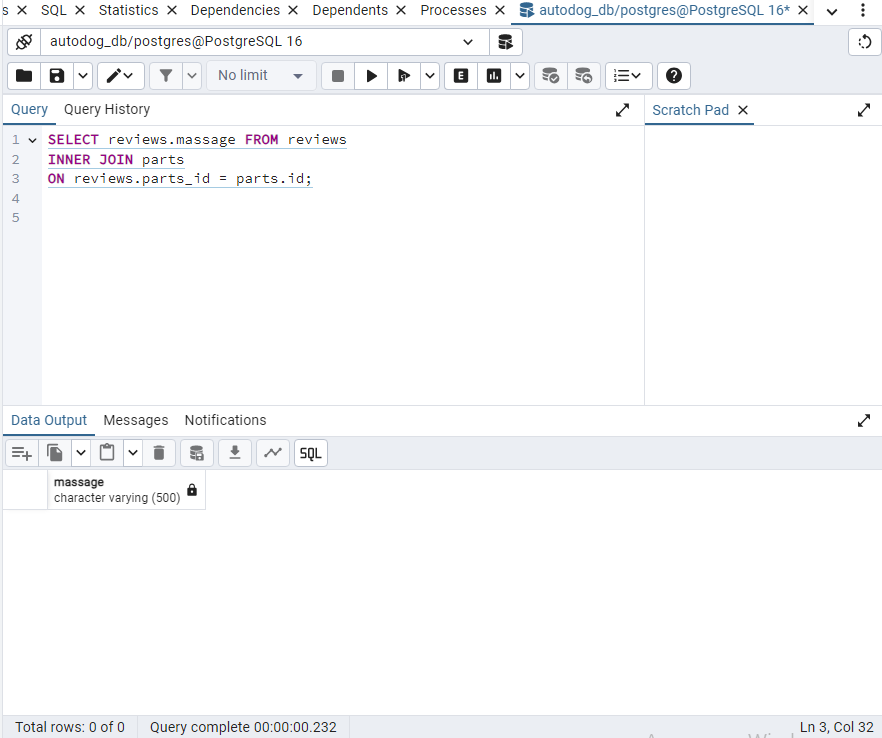 s SQL Statistics Dependencies Dependents Processes autodog_db/postgres@PostgreSQL 16*
autodog_db/postgres@PostgreSQL 16
No limit E SQL
Query Query History Scratch Pad
1 SELECT reviews.massage FROM reviews
2 INNER JOIN parts
3 ON reviews.parts_id = parts.id;
4
5
Data Output Messages Notifications
SQL
massage
character varying (500)
Total rows: 0 of 0 Query complete 00:00:00.232 Ln 3, Col 32